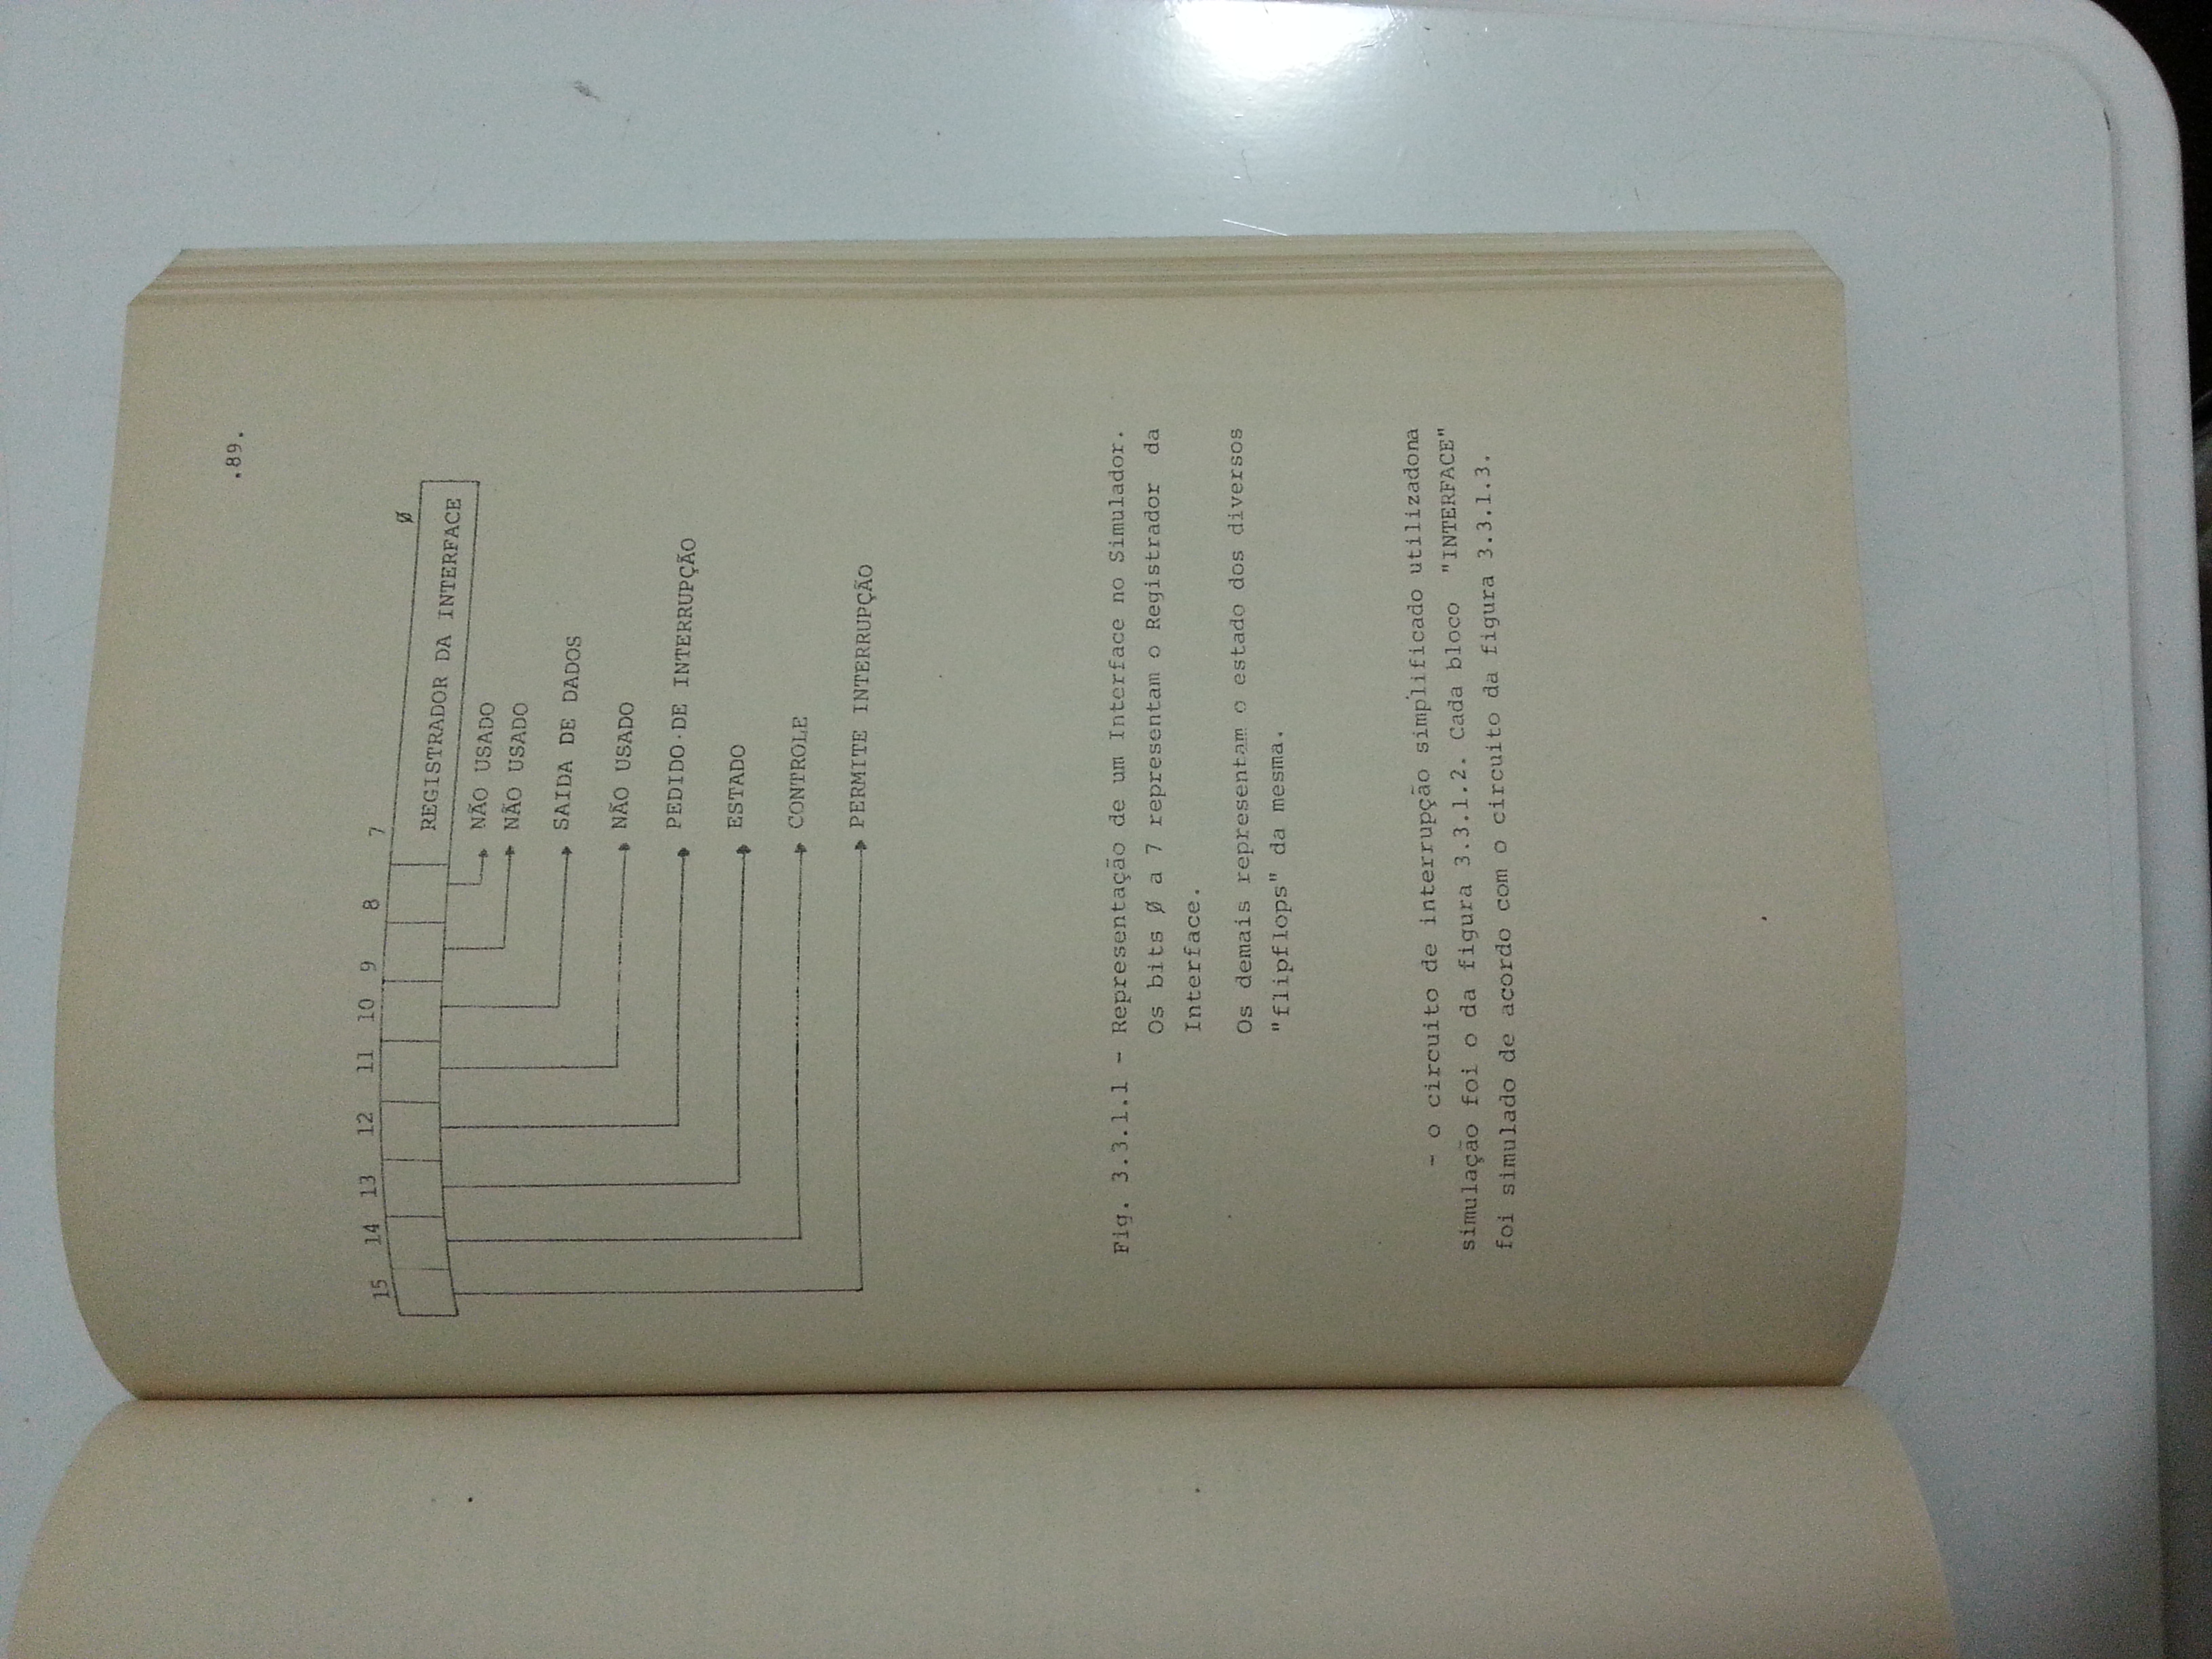 .89.
15 14 13 12 11 10 9 8 7 Ø
REGISTRADOR DA INTERFACE
NÃO USADO
NÃO USADO
SAIDA DE DADOS
NÃO USADO
PEDIDO DE INTERRUPÇÃO
ESTADO
CONTROLE
PERMITE INTERRUPÇÃO
Fig. 3.3.1.1 - Representação de um Interface no Simulador.
Os bits Ø a 7 representam o Registrador da
Interface.
Os demais representam o estado dos diversos
"flipflops" da mesma.
- o circuito de interrupção simplificado utilizadona
simulação foi o da figura 3.3.1.2. Cada bloco "INTERFACE"
foi simulado de acordo com o circuito da figura 3.3.1.3.